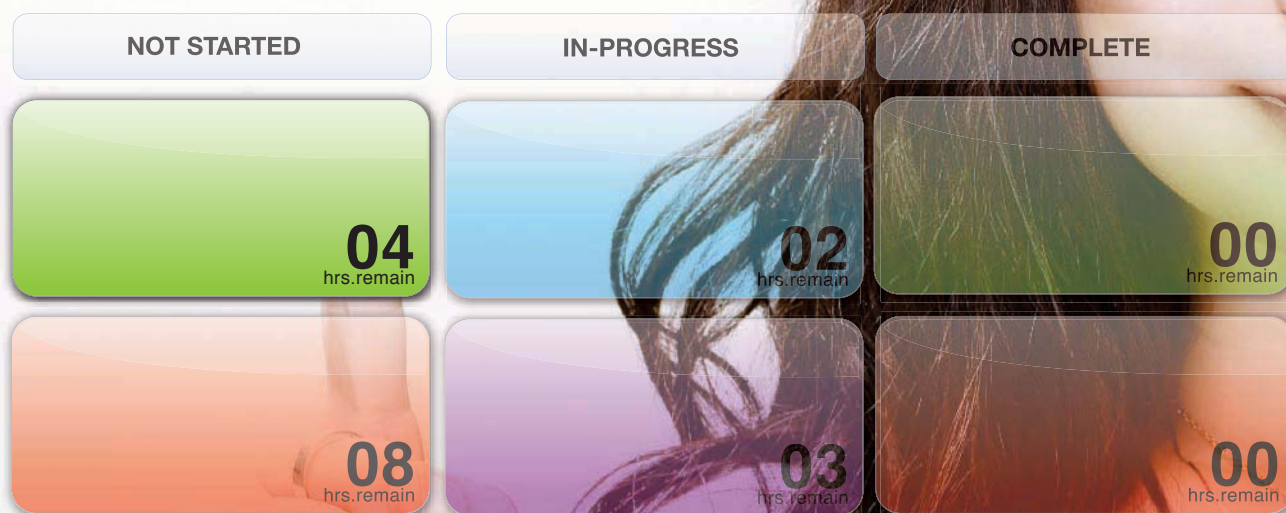 NOT STARTED
IN-PROGRESS
COMPLETE
04
hrs.remain
02
hrs.remain
00
hrs.remain
08
hrs.remain
03
hrs.remain
00
hrs.remain